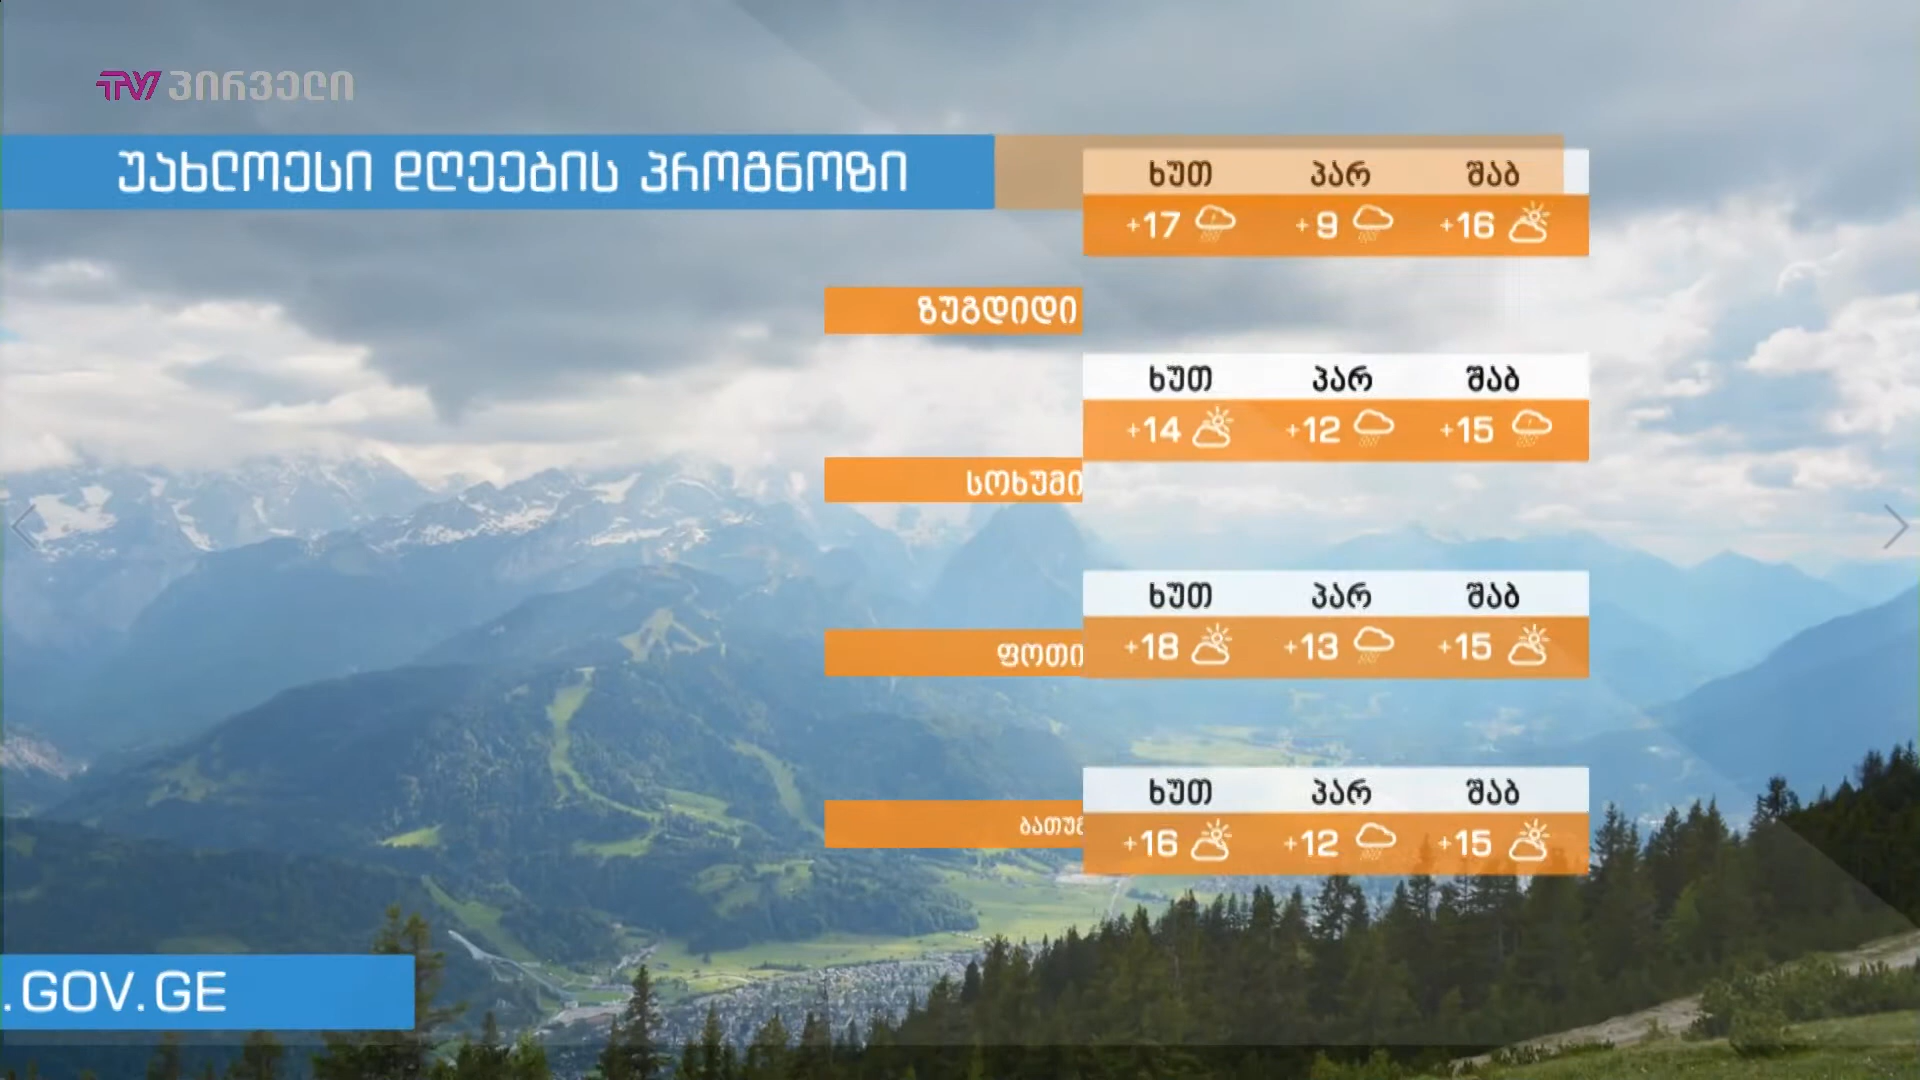 TV პირველი
უახლოესი დღეების პროგნოზი
ხუთ პარ შაბ
+17 +9 +16
ზუგდიდი
ხუთ პარ შაბ
+14 +12 +15
სოხუმი
ხუთ პარ შაბ
ფოთი
+18 +13 +15
ხუთ პარ შაბ
ბათუმ
+16 +12 +15
.GOV.GE